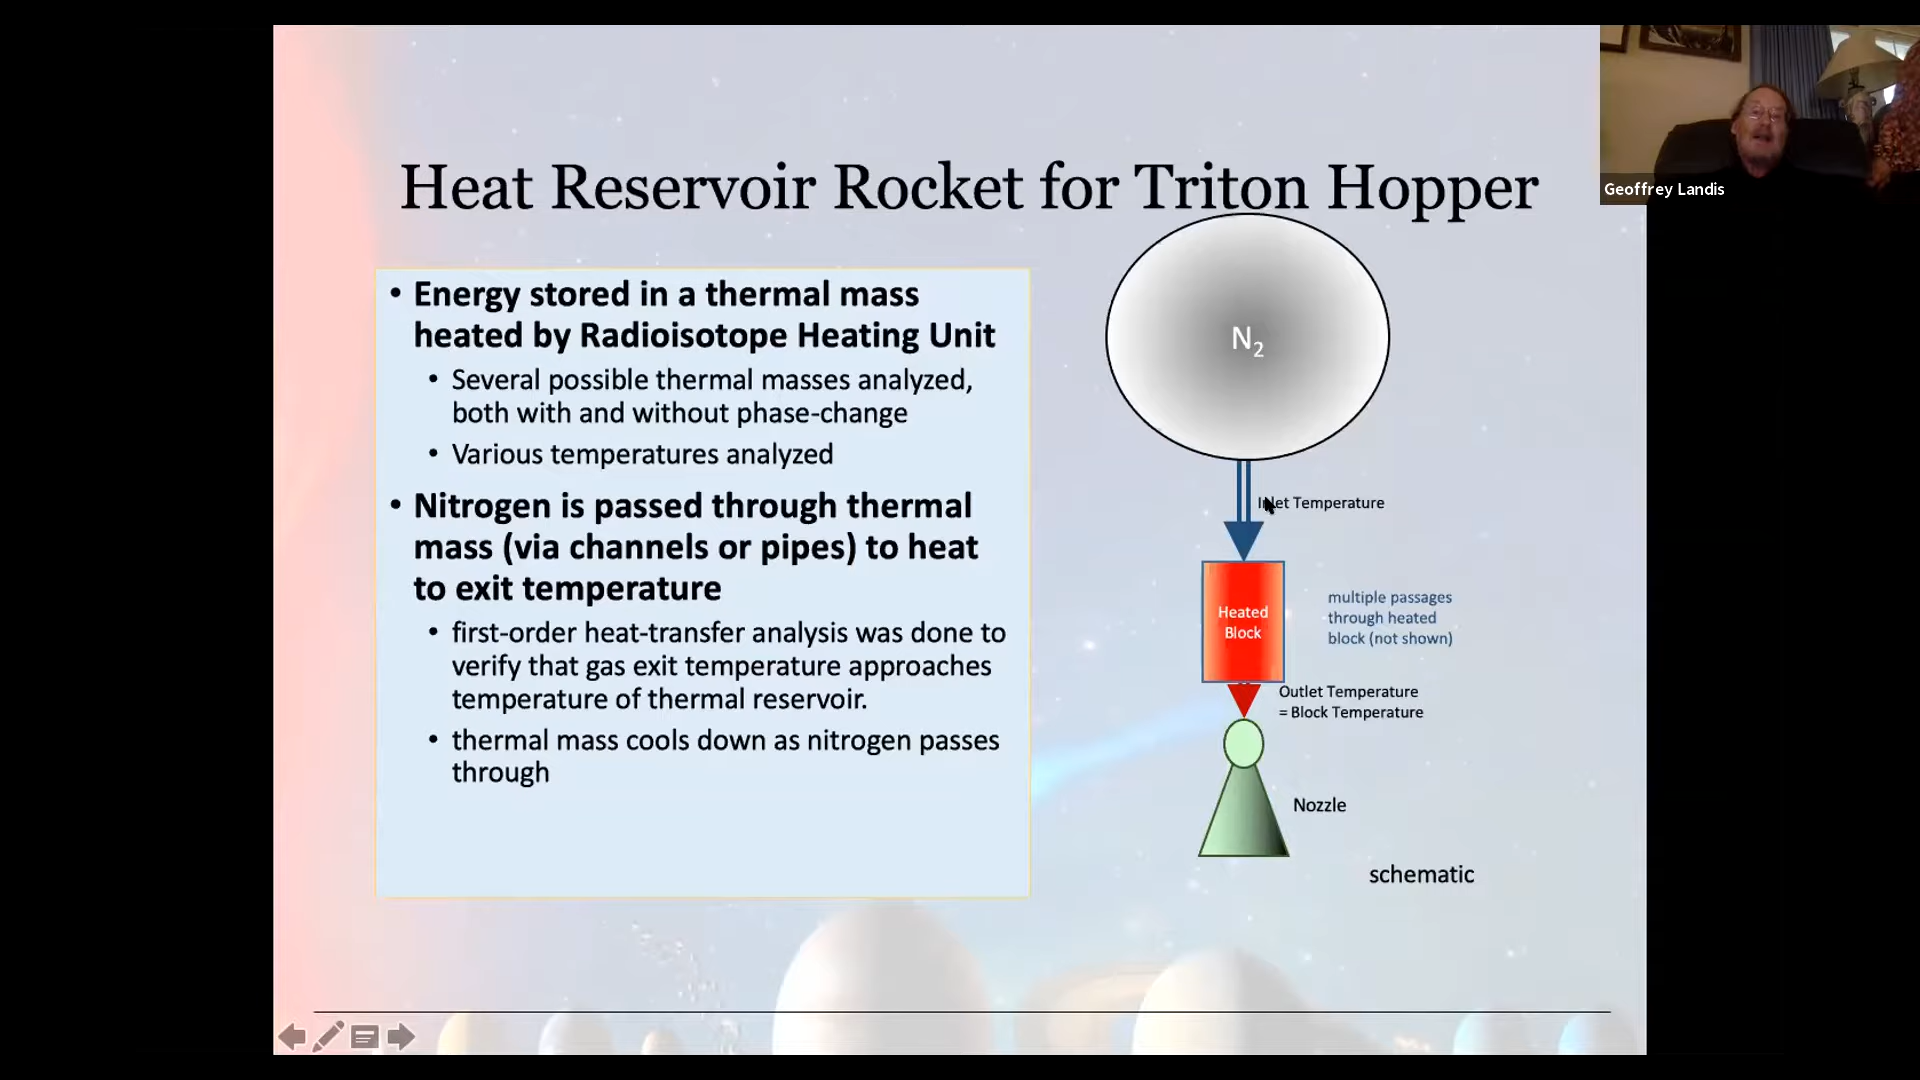 Geoffrey Landis
Heat Reservoir Rocket for Triton Hopper
• Energy stored in a thermal mass
heated by Radioisotope Heating Unit
• Several possible thermal masses analyzed,
both with and without phase-change
• Various temperatures analyzed
• Nitrogen is passed through thermal
mass (via channels or pipes) to heat
to exit temperature
• first-order heat-transfer analysis was done to
verify that gas exit temperature approaches
temperature of thermal reservoir.
• thermal mass cools down as nitrogen passes
through
N2
Inlet Temperature
Heated
Block
multiple passages
through heated
block (not shown)
Outlet Temperature
= Block Temperature
Nozzle
schematic